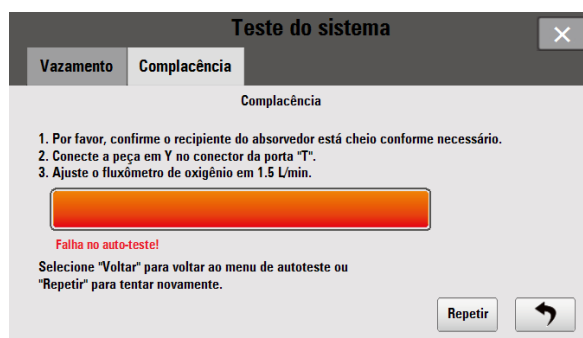 Teste do sistema
Vazamento
Complacência
Complacência
1. Por favor, confirme o recipiente do absorvedor está cheio conforme necessário.
2. Conecte a peça em Y no conector da porta "T".
3. Ajuste o fluxômetro de oxigênio em 1.5 L/min.
Falha no auto-teste!
Selecione "Voltar" para voltar ao menu de autoteste ou
"Repetir" para tentar novamente.
Repetir